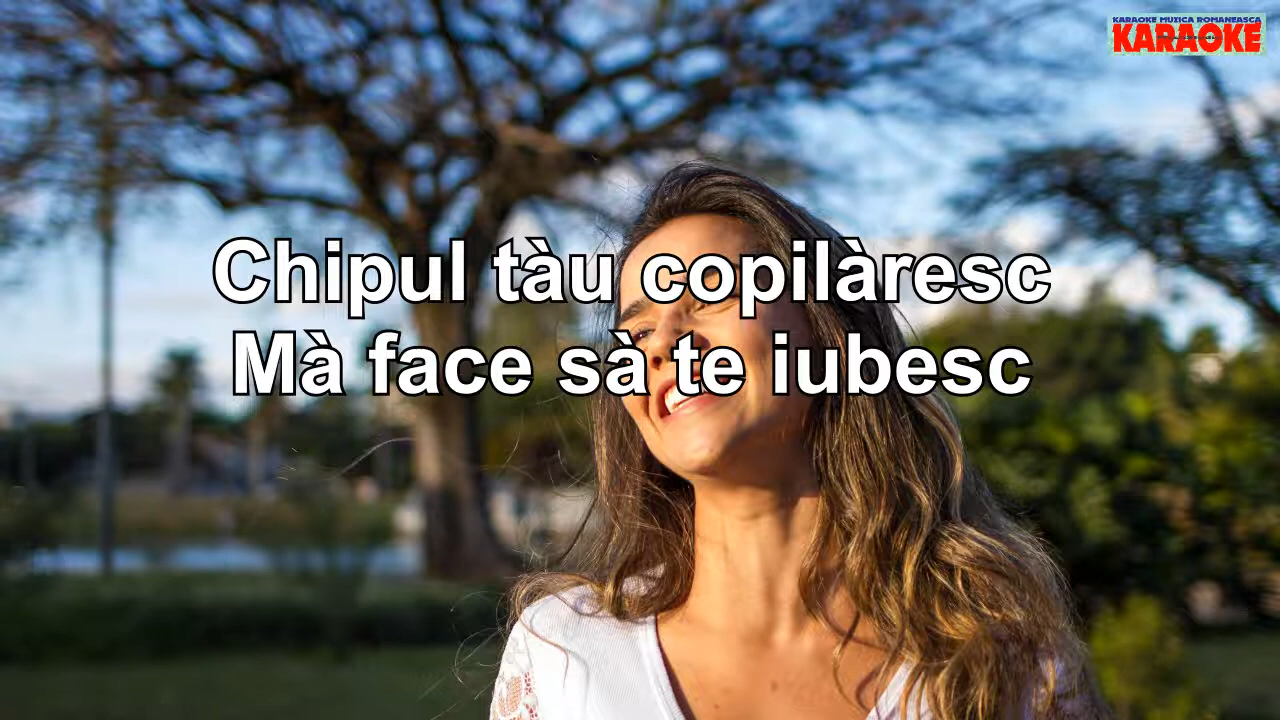 KARAOKE MUZICA ROMANEASCA
KARAOKE
Chipul tàu copilàresc
Mà face sà te iubesc